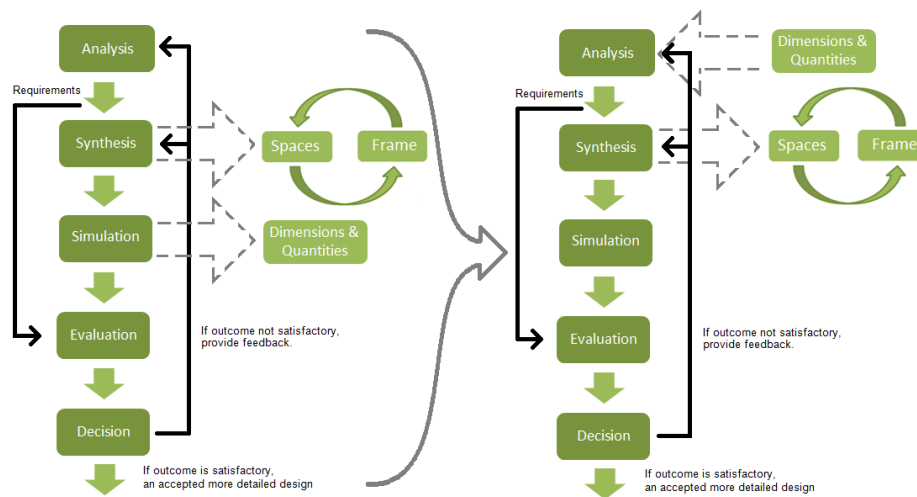 Analysis
Requirements
Synthesis
Spaces
Frame
Simulation
Dimensions &
Quantities
Evaluation
If outcome not satisfactory,
provide feedback.
Decision
If outcome is satisfactory,
an accepted more detailed design
Analysis
Dimensions &
Quantities
Requirements
Synthesis
Spaces
Frame
Simulation
Evaluation
If outcome not satisfactory,
provide feedback.
Decision
If outcome is satisfactory,
an accepted more detailed design